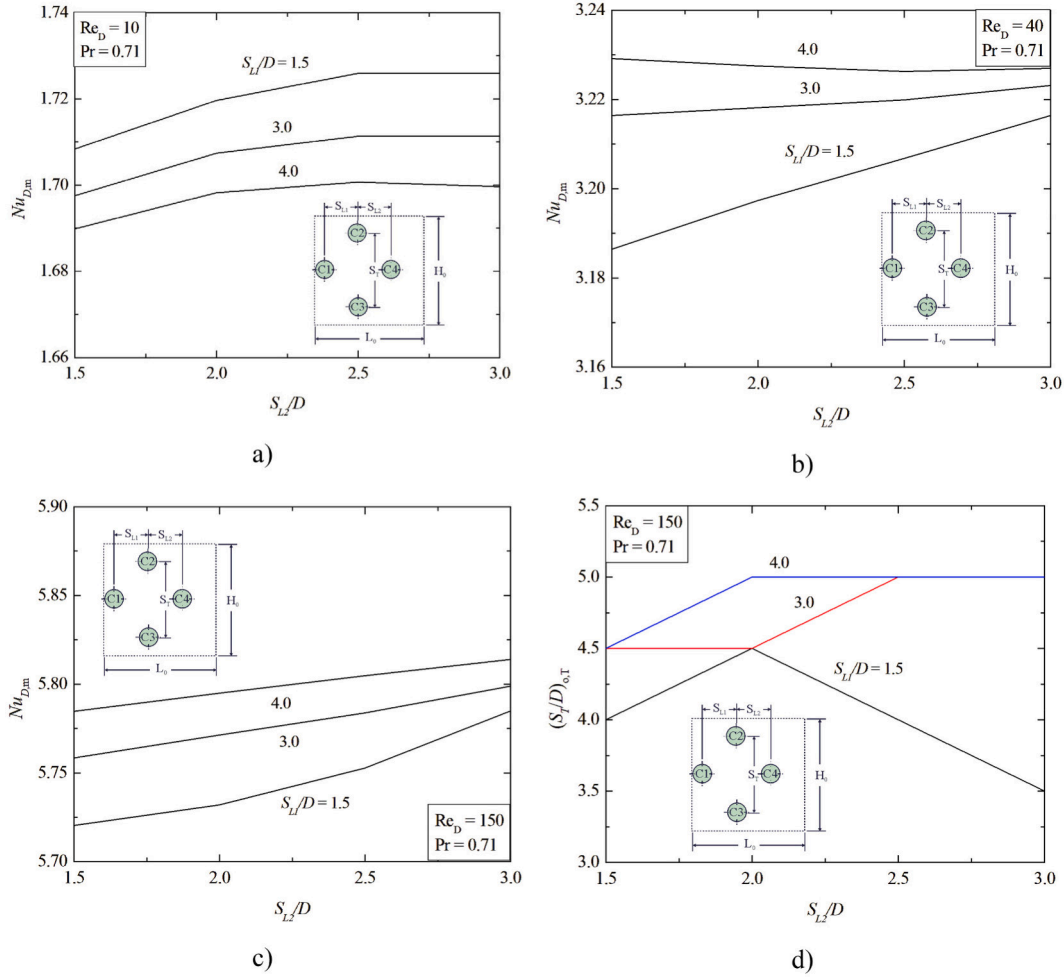 a)
Re_D = 10
Pr = 0.71
S_L1/D = 1.5
3.0
4.0
Nu_D,m
1.74
1.72
1.70
1.68
1.66
1.5
2.0
2.5
3.0
S_L2/D
S_L1
S_L2
C2
C1
S_T
C4
H_0
C3
L_0
a)
b)
Re_D = 40
Pr = 0.71
4.0
3.0
S_L1/D = 1.5
Nu_D,m
3.24
3.22
3.20
3.18
3.16
1.5
2.0
2.5
3.0
S_L2/D
S_L1
S_L2
C2
C1
S_T
C4
H_0
C3
L_0
b)
5.90
5.85
5.80
5.75
5.70
Nu_D,m
S_L1
S_L2
C2
C1
S_T
C4
H_0
C3
L_0
4.0
3.0
S_L1/D = 1.5
Re_D = 150
Pr = 0.71
1.5
2.0
2.5
3.0
S_L2/D
c)
5.5
5.0
4.5
4.0
3.5
3.0
(S_T/D)_o,T
Re_D = 150
Pr = 0.71
4.0
3.0
S_L1/D = 1.5
S_L1
S_L2
C2
C1
S_T
C4
H_0
C3
L_0
1.5
2.0
2.5
3.0
S_L2/D
d)